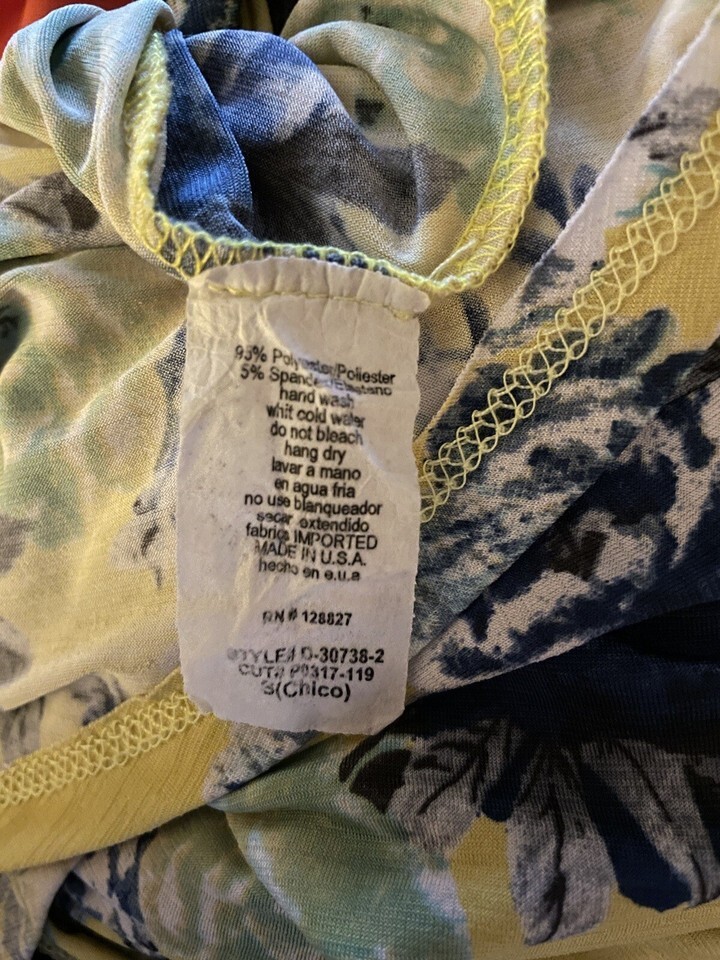 95% Polyester/Poliester
5% Spandex/Elastano
hand wash
whit cold water
do not bleach
hang dry
lavar a mano
en agua fria
no use blanqueador
secar extendido
fabric IMPORTED
MADE IN U.S.A.
hecho en e.u.a
RN # 128827
STYLE# D-30738-2
CUT# P0317-119
S(Chico)